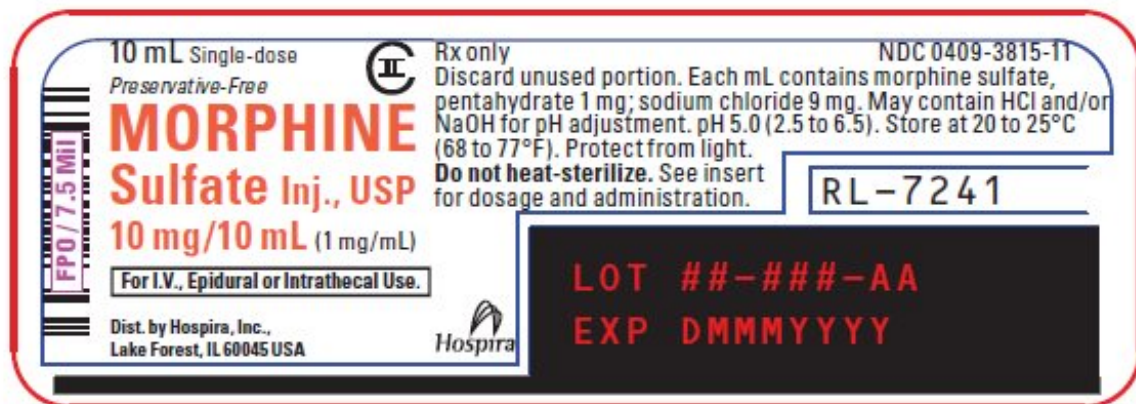 10 mL Single-dose
Preservative-Free
CII
MORPHINE
Sulfate Inj., USP
10 mg/10 mL (1 mg/mL)
For I.V., Epidural or Intrathecal Use.
Dist. by Hospira, Inc.,
Lake Forest, IL 60045 USA
Hospira
FPO / 7.5 Mil
Rx only NDC 0409-3815-11
Discard unused portion. Each mL contains morphine sulfate,
pentahydrate 1 mg; sodium chloride 9 mg. May contain HCl and/or
NaOH for pH adjustment. pH 5.0 (2.5 to 6.5). Store at 20 to 25°C
(68 to 77°F). Protect from light.
Do not heat-sterilize. See insert
for dosage and administration.
RL-7241
LOT ##-###-AA
EXP DMMMYYYY